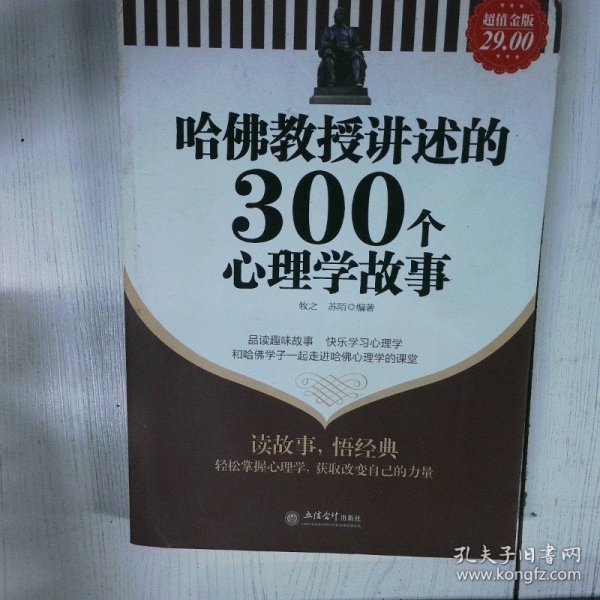 超值金版
29.00
哈佛教授讲述的
300个
心理学故事
牧之 苏陌◎编著
品读趣味故事 快乐学习心理学
和哈佛学子一起走进哈佛心理学的课堂
读故事，悟经典
轻松掌握心理学、获取改变自己的力量
立信会计出版社
孔夫子旧书网
www.kongfz.com